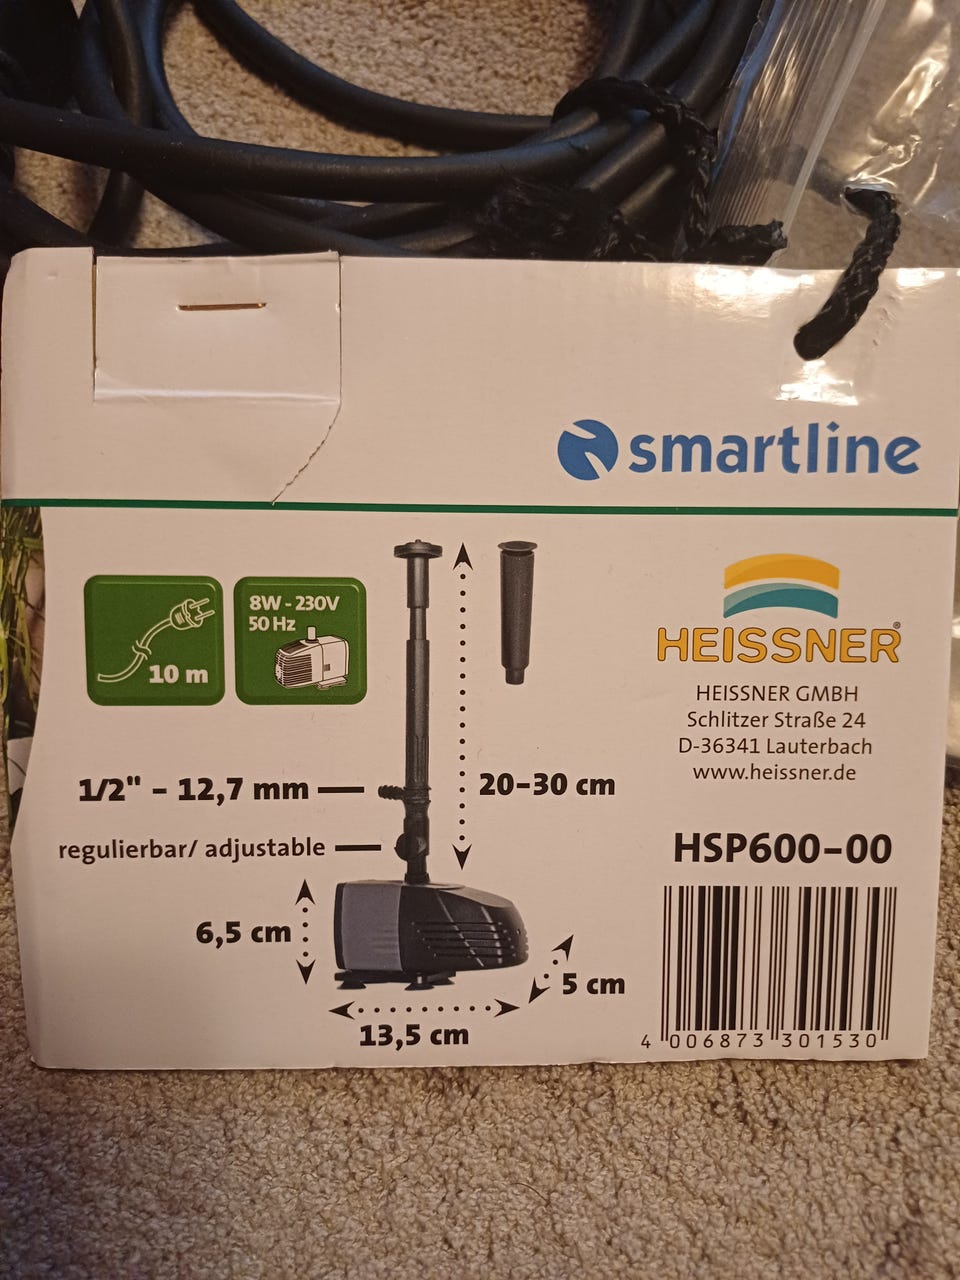 smartline
8W - 230V
50 Hz
10 m
HEISSNER®
HEISSNER GMBH
Schlitzer Straße 24
D-36341 Lauterbach
www.heissner.de
1/2" - 12,7 mm
20-30 cm
regulierbar/ adjustable
HSP600-00
6,5 cm
5 cm
13,5 cm
4 006873 301530